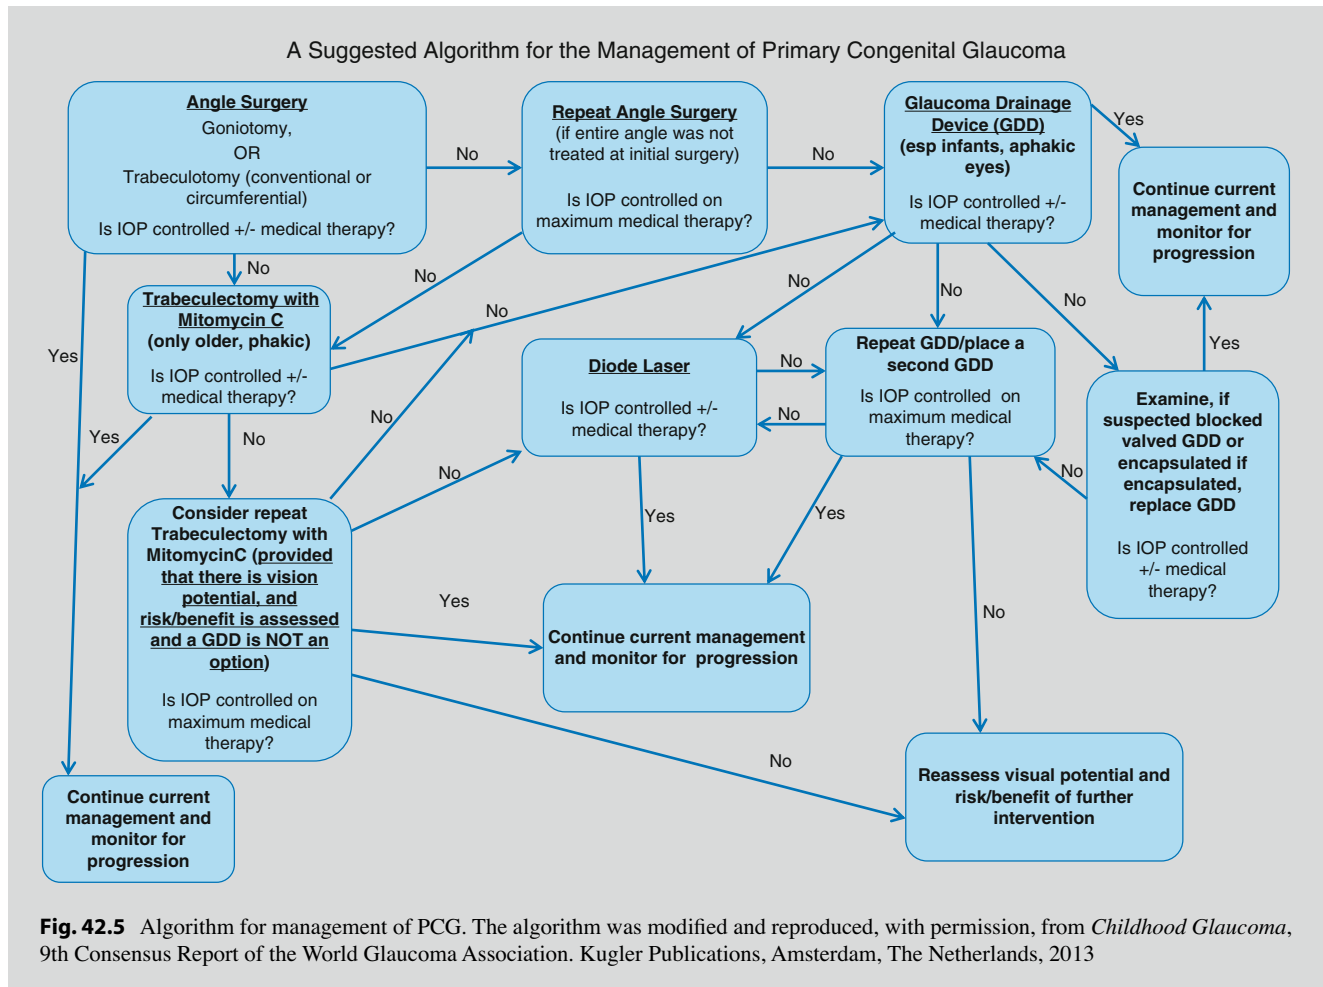 A Suggested Algorithm for the Management of Primary Congenital Glaucoma
Angle Surgery
Goniotomy,
OR
Trabeculotomy (conventional or
circumferential)
Is IOP controlled +/- medical therapy?
No
Repeat Angle Surgery
(if entire angle was not
treated at initial surgery)
Is IOP controlled on
maximum medical therapy?
No
Glaucoma Drainage
Device (GDD)
(esp infants, aphakic
eyes)
Is IOP controlled +/-
medical therapy?
Yes
Continue current
management and
monitor for
progression
No
No
Trabeculectomy with
Mitomycin C
(only older, phakic)
Is IOP controlled +/-
medical therapy?
No
No
No
No
Yes
Yes
Diode Laser
Is IOP controlled +/-
medical therapy?
No
No
Repeat GDD/place a
second GDD
Is IOP controlled on
maximum medical
therapy?
Examine, if
suspected blocked
valved GDD or
encapsulated if
encapsulated,
replace GDD
Is IOP controlled
+/- medical
therapy?
No
Yes
No
No
No
Consider repeat
Trabeculectomy with
MitomycinC (provided
that there is vision
potential, and
risk/benefit is assessed
and a GDD is NOT an
option)
Is IOP controlled on
maximum medical
therapy?
Yes
Yes
Yes
Continue current management
and monitor for progression
No
No
Reassess visual potential and
risk/benefit of further
intervention
Continue current
management and
monitor for
progression
Fig. 42.5 Algorithm for management of PCG. The algorithm was modified and reproduced, with permission, from Childhood Glaucoma,
9th Consensus Report of the World Glaucoma Association. Kugler Publications, Amsterdam, The Netherlands, 2013